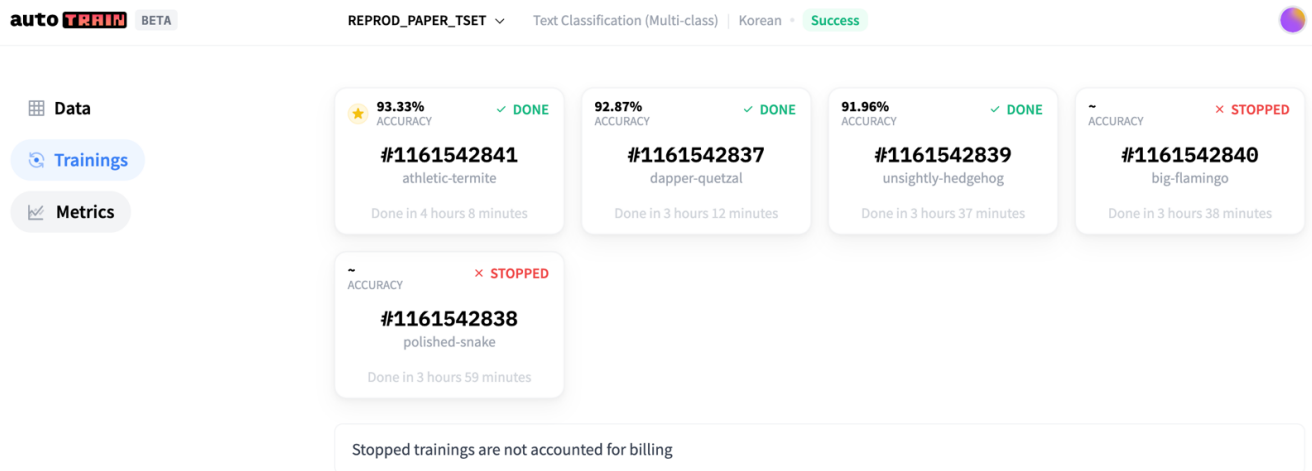 autoTRAIN BETA
REPROD_PAPER_TSET
Text Classification (Multi-class) | Korean
Success
Data
Trainings
Metrics
93.33%
ACCURACY
DONE
#1161542841
athletic-termite
Done in 4 hours 8 minutes
92.87%
ACCURACY
DONE
#1161542837
dapper-quetzal
Done in 3 hours 12 minutes
91.96%
ACCURACY
DONE
#1161542839
unsightly-hedgehog
Done in 3 hours 37 minutes
~
ACCURACY
STOPPED
#1161542840
big-flamingo
Done in 3 hours 38 minutes
~
ACCURACY
STOPPED
#1161542838
polished-snake
Done in 3 hours 59 minutes
Stopped trainings are not accounted for billing